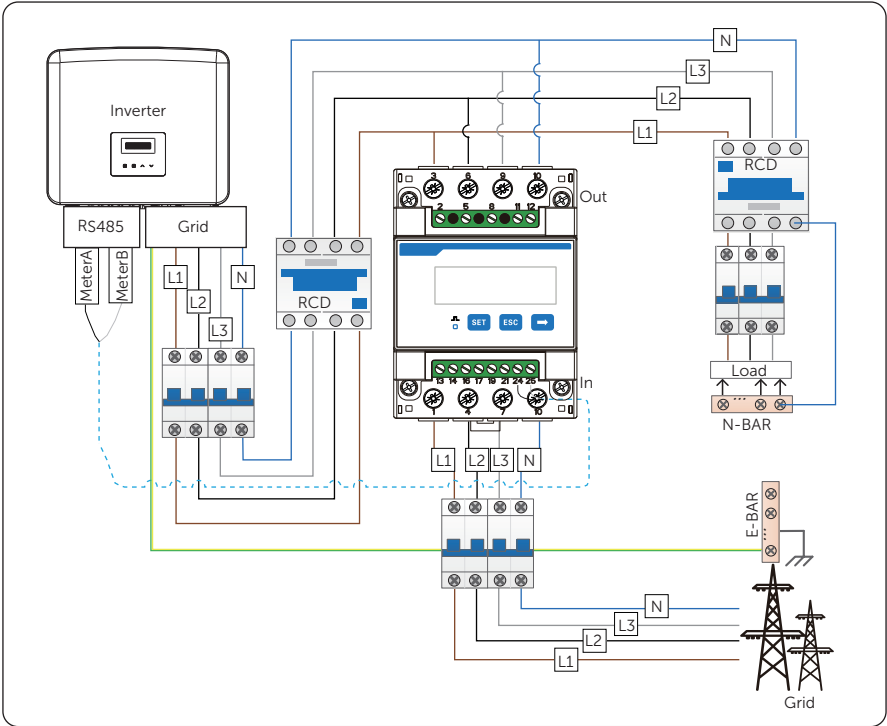 N
L3
L2
L1
Inverter
RS485
Grid
MeterA
MeterB
L1
L2
L3
N
RCD
3 6 9 10
Out
2 5 8 11 12
SET ESC
13 14 16 17 19 21 24 25
In
1 4 7 10
L1 L2 L3 N
RCD
Load
N-BAR
E-BAR
N
L3
L2
L1
Grid